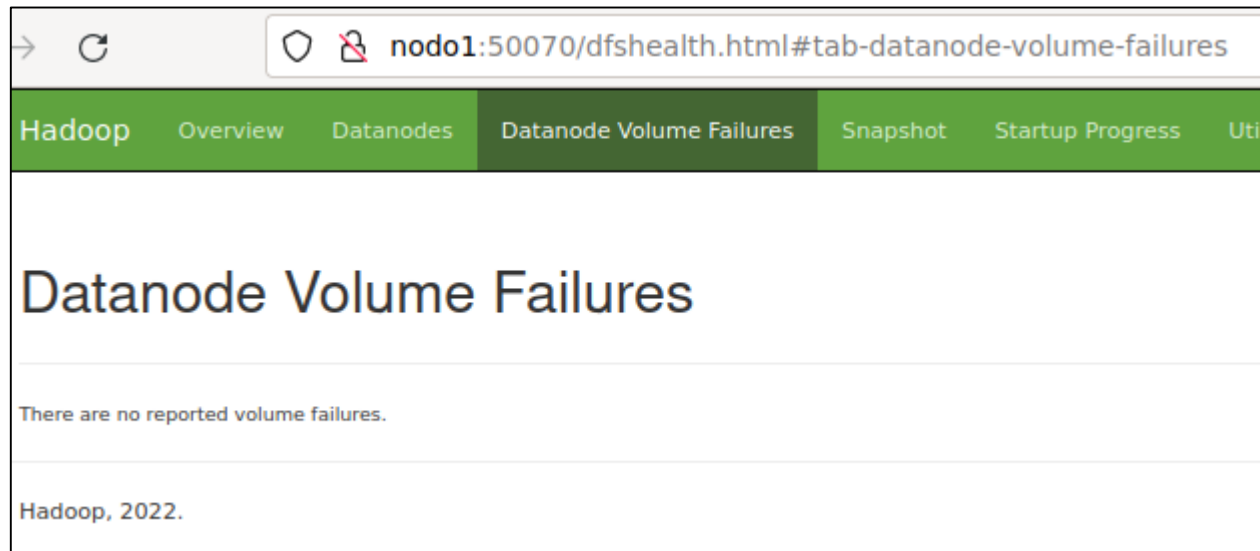 nodo1:50070/dfshealth.html#tab-datanode-volume-failures
Hadoop Overview Datanodes Datanode Volume Failures Snapshot Startup Progress Uti
Datanode Volume Failures
There are no reported volume failures.
Hadoop, 2022.